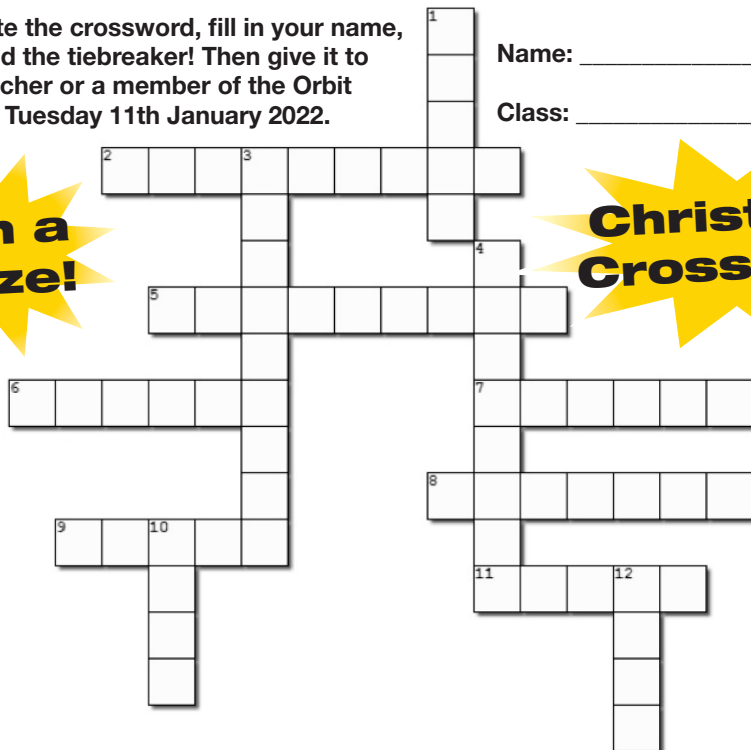 te the crossword, fill in your name,
d the tiebreaker! Then give it to
cher or a member of the Orbit
Tuesday 11th January 2022.
Name: ______________
Class: ______________
1
2 3
n a
ze!
Christ
Cross
4
5
6 7
8
9 10
11 12